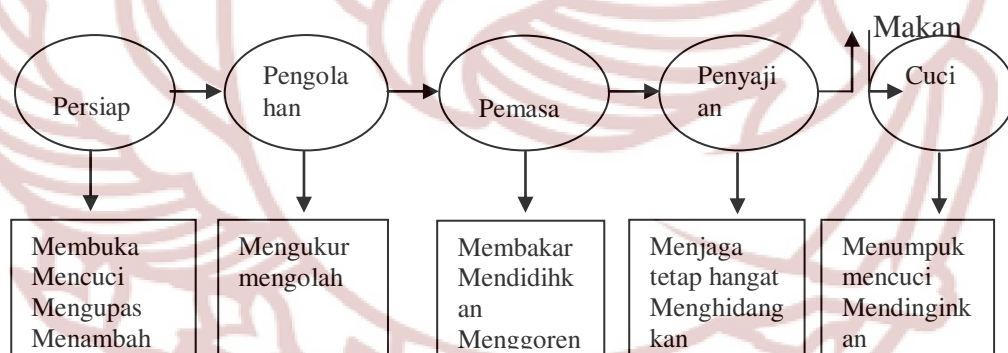 Makan
Persiap
Pengola
han
Pemasa
Penyaji
an
Cuci
Membuka
Mencuci
Mengupas
Menambah
Mengukur
mengolah
Membakar
Mendidihk
an
Menggoren
Menjaga
tetap hangat
Menghidang
kan
Menumpuk
mencuci
Mendingink
an